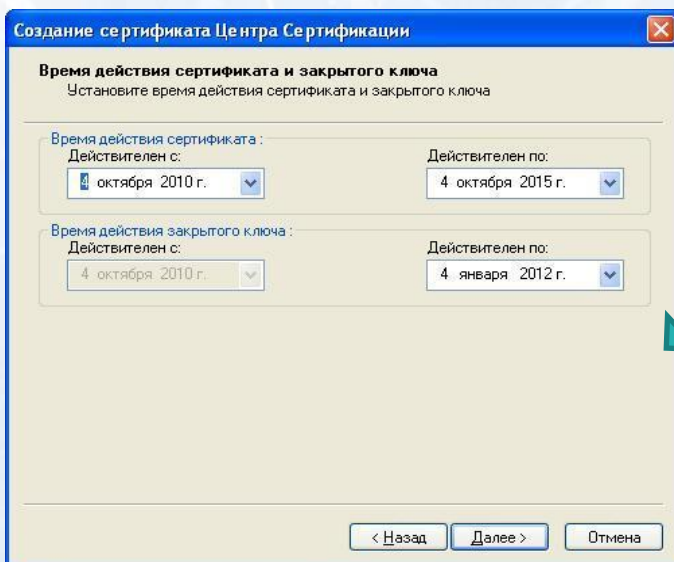 Создание сертификата Центра Сертификации
Время действия сертификата и закрытого ключа
Установите время действия сертификата и закрытого ключа
Время действия сертификата :
Действителен с: Действителен по:
4 октября 2010 г. 4 октября 2015 г.
Время действия закрытого ключа :
Действителен с: Действителен по:
4 октября 2010 г. 4 января 2012 г.
< Назад Далее > Отмена